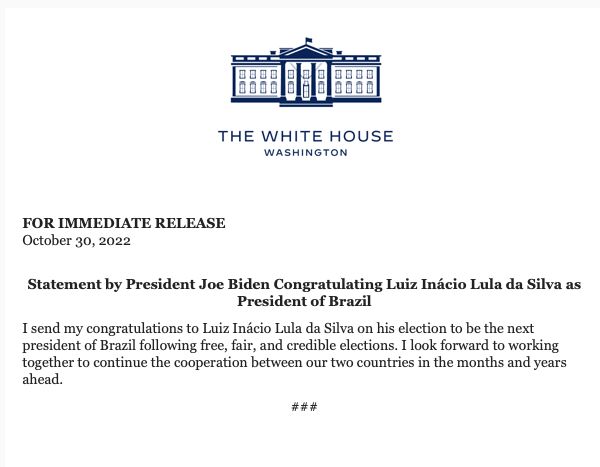 THE WHITE HOUSE
WASHINGTON
FOR IMMEDIATE RELEASE
October 30, 2022
Statement by President Joe Biden Congratulating Luiz Inácio Lula da Silva as
President of Brazil
I send my congratulations to Luiz Inácio Lula da Silva on his election to be the next
president of Brazil following free, fair, and credible elections. I look forward to working
together to continue the cooperation between our two countries in the months and years
ahead.
###